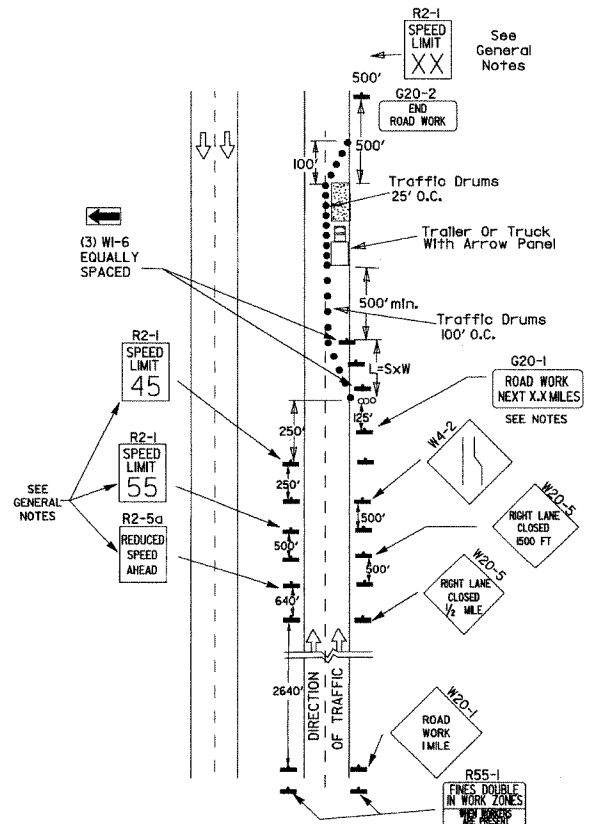 R2-1
SPEED
LIMIT
XX
See
General
Notes
500'
G20-2
END
ROAD WORK
500'
100'
Traffic Drums
25' O.C.
Trailer Or Truck
With Arrow Panel
(3) W1-6
EQUALLY
SPACED
500' min.
Traffic Drums
100' O.C.
R2-1
SPEED
LIMIT
45
L=SxW
G20-1
ROAD WORK
NEXT X.X MILES
SEE NOTES
125'
250'
W4-2
R2-1
SPEED
LIMIT
55
250'
500'
W20-5
RIGHT LANE
CLOSED
1500 FT
SEE
GENERAL
NOTES
R2-5a
REDUCED
SPEED
AHEAD
500'
500'
W20-5
RIGHT LANE
CLOSED
1/2 MILE
640'
2640'
DIRECTION
OF TRAFFIC
W20-1
ROAD
WORK
1 MILE
R55-1
FINES DOUBLE
IN WORK ZONES
WHEN WORKERS
ARE PRESENT